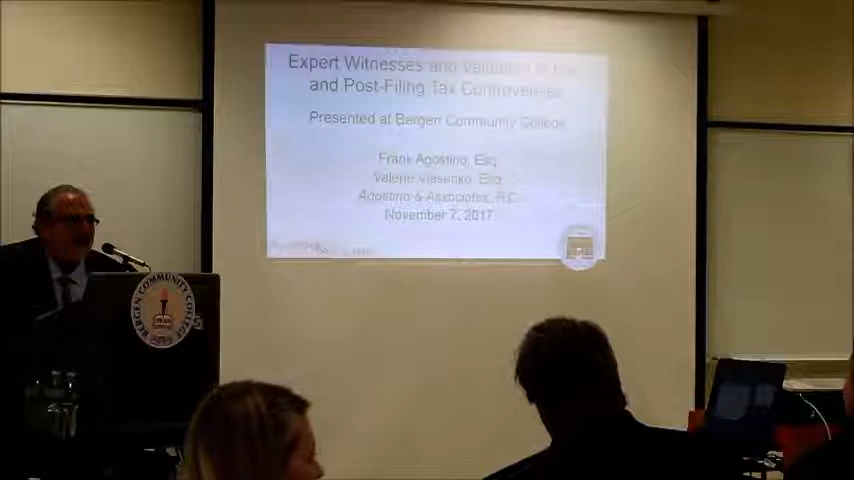 Expert Witnesses and Valuation in Pre
and Post-Filing Tax Controversies
Presented at Bergen Community College
Frank Agostino, Esq.
Valerie Vlasenko, Esq.
Agostino & Associates, P.C.
November 7, 2017
BERGEN COMMUNITY COLLEGE